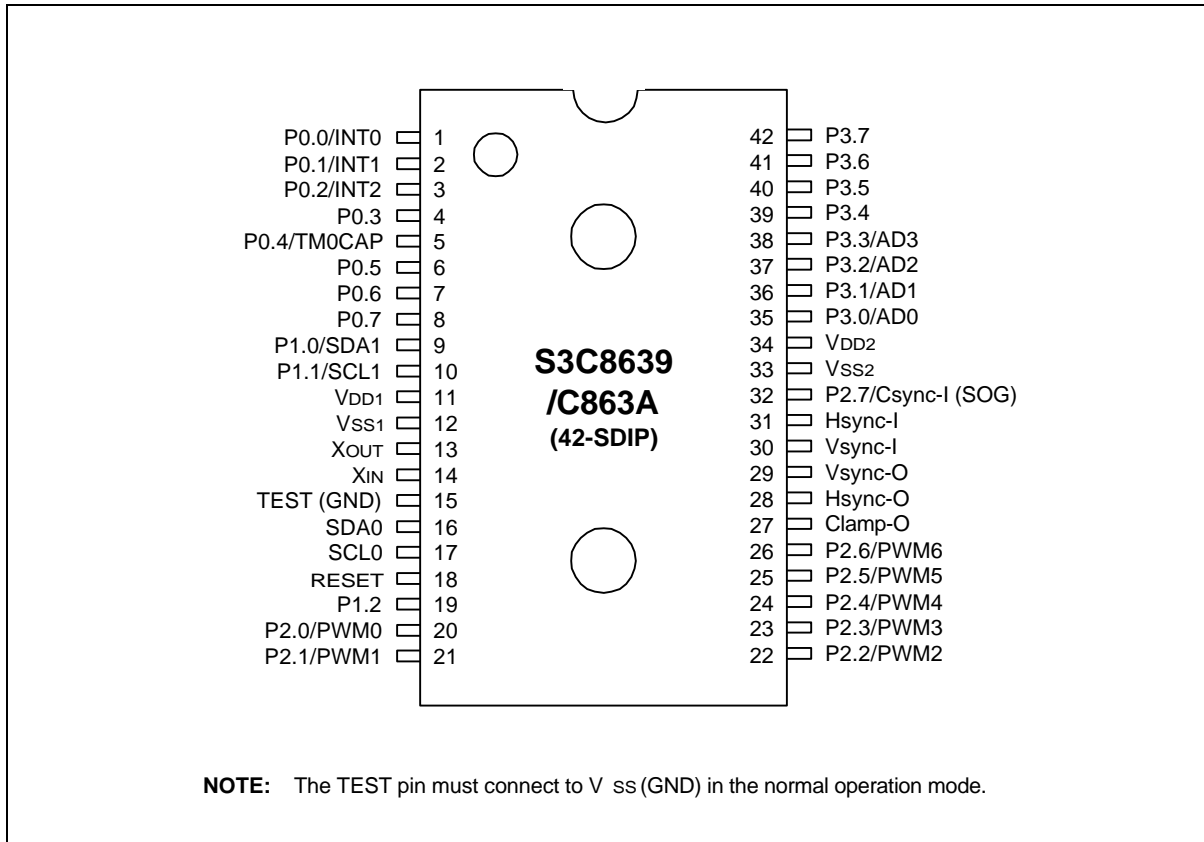 P0.0/INT0 1 42 P3.7
P0.1/INT1 2 41 P3.6
P0.2/INT2 3 40 P3.5
P0.3 4 39 P3.4
P0.4/TM0CAP 5 38 P3.3/AD3
P0.5 6 37 P3.2/AD2
P0.6 7 36 P3.1/AD1
P0.7 8 35 P3.0/AD0
P1.0/SDA1 9 34 VDD2
P1.1/SCL1 10 33 VSS2
VDD1 11 32 P2.7/Csync-I (SOG)
VSS1 12 31 Hsync-I
XOUT 13 30 Vsync-I
XIN 14 29 Vsync-O
TEST (GND) 15 28 Hsync-O
SDA0 16 27 Clamp-O
SCL0 17 26 P2.6/PWM6
RESET 18 25 P2.5/PWM5
P1.2 19 24 P2.4/PWM4
P2.0/PWM0 20 23 P2.3/PWM3
P2.1/PWM1 21 22 P2.2/PWM2
S3C8639
/C863A
(42-SDIP)
NOTE: The TEST pin must connect to V SS (GND) in the normal operation mode.